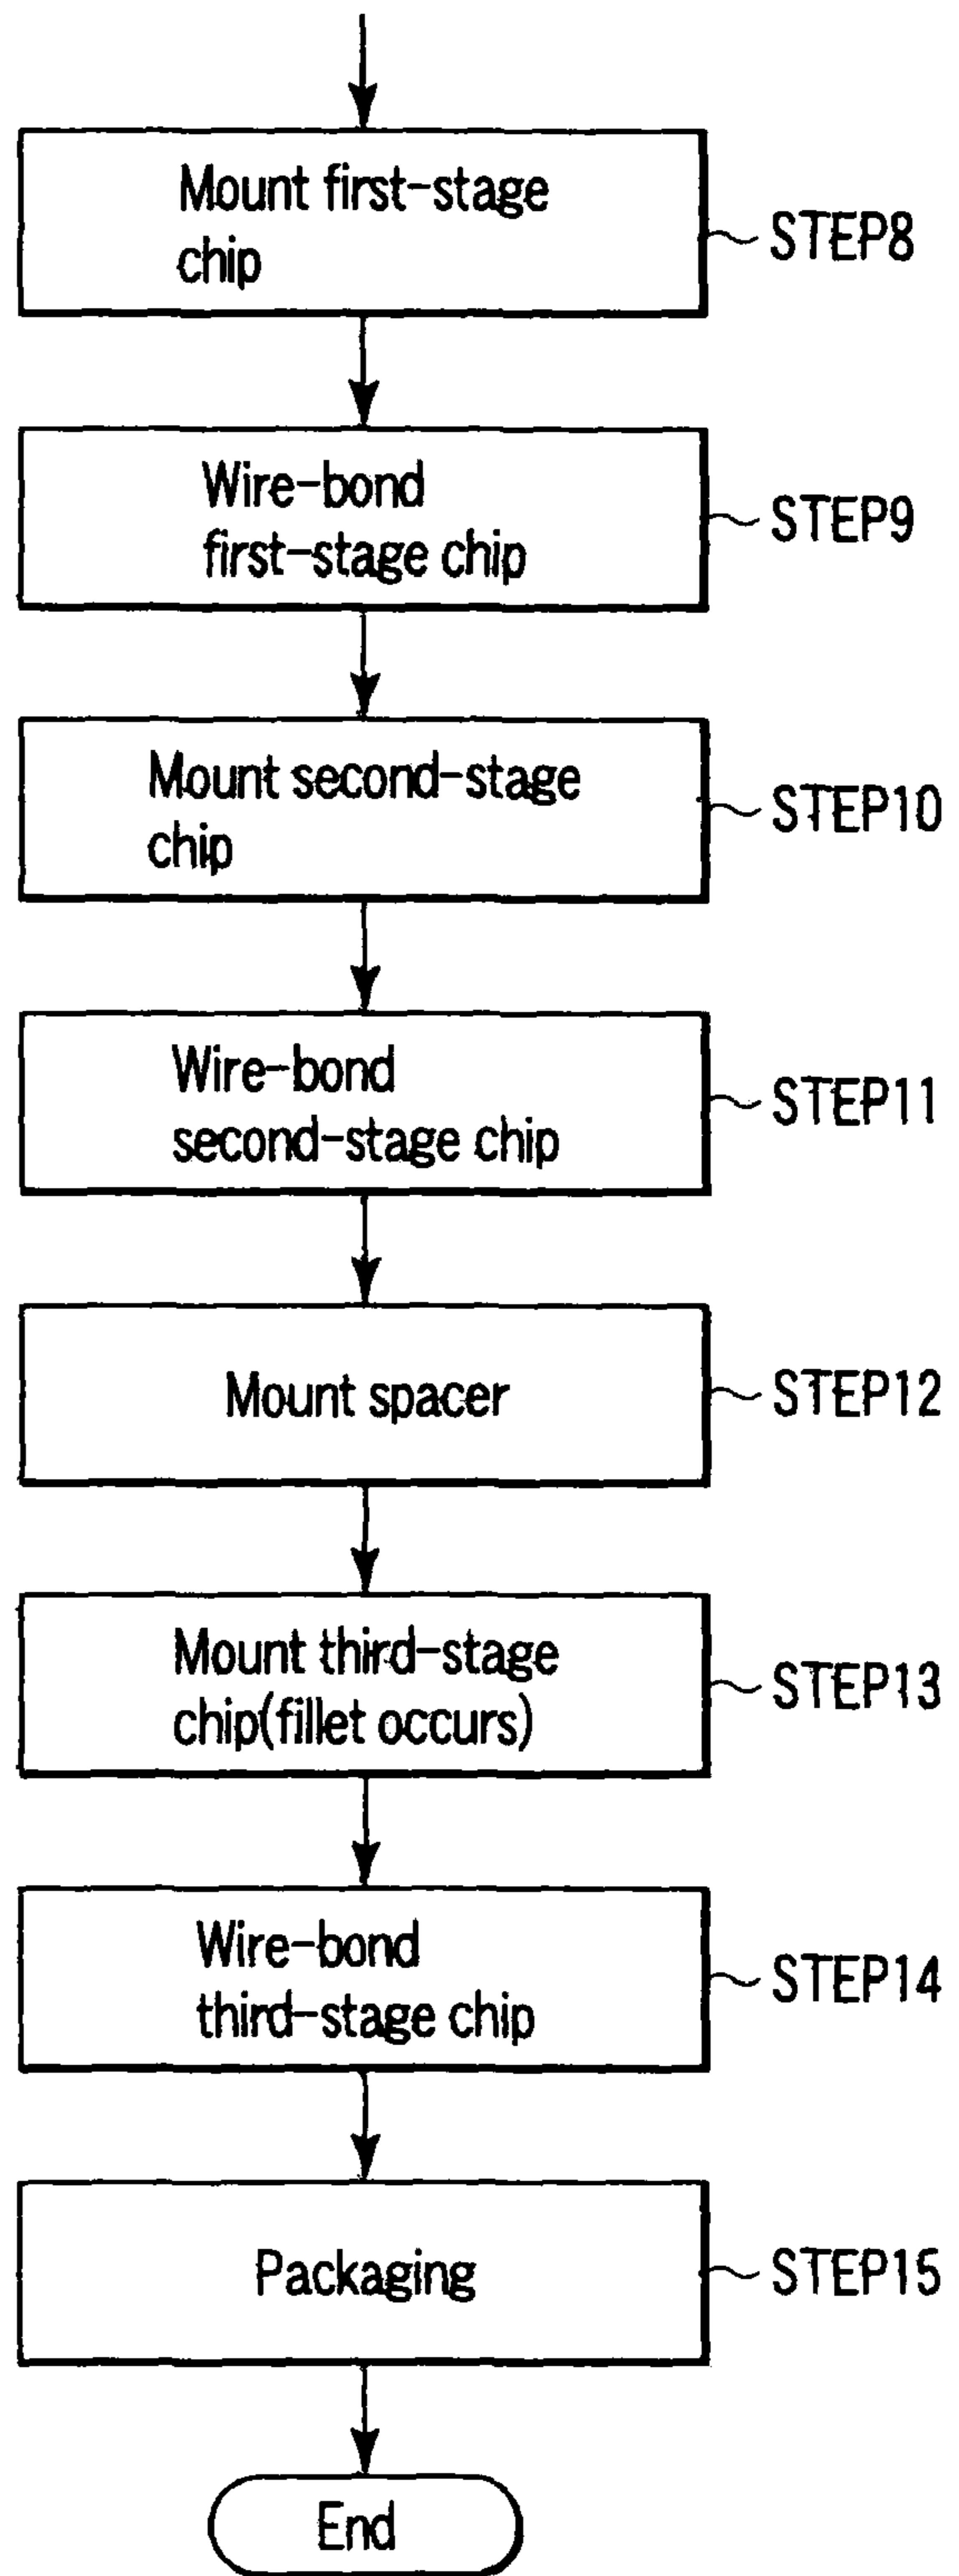 Mount first-stage
chip
STEP8
Wire-bond
first-stage chip
STEP9
Mount second-stage
chip
STEP10
Wire-bond
second-stage chip
STEP11
Mount spacer
STEP12
Mount third-stage
chip(fillet occurs)
STEP13
Wire-bond
third-stage chip
STEP14
Packaging
STEP15
End